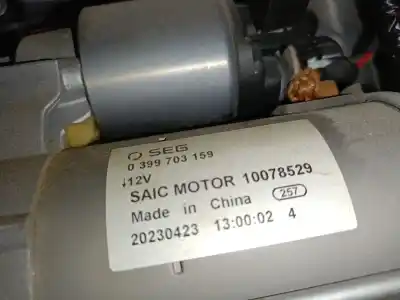 SEG
0 399 703 159
↓12V
SAIC MOTOR 10078529
Made in China 257
20230423 13:00:02 4